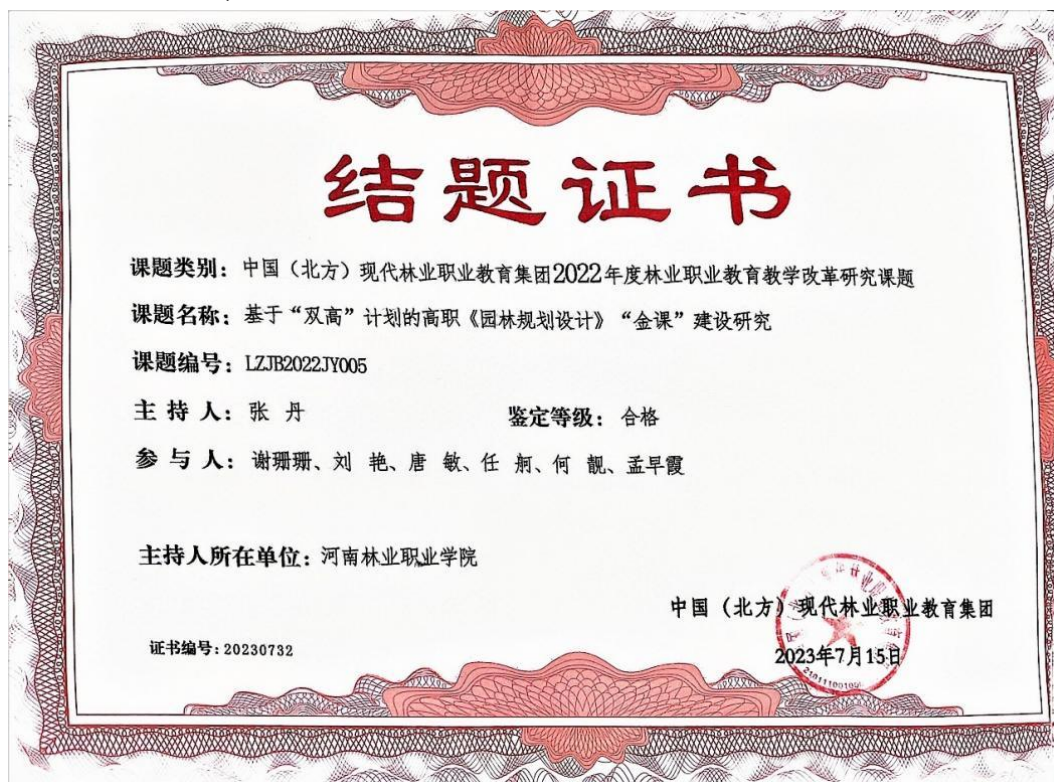 结题证书
课题类别：中国（北方）现代林业职业教育集团2022年度林业职业教育教学改革研究课题
课题名称：基于“双高”计划的高职《园林规划设计》“金课”建设研究
课题编号：LZJB2022JY005
主 持 人：张 丹 鉴定等级：合格
参 与 人：谢珊珊、刘 艳、唐 敏、任 舸、何 靓、孟早霞
主持人所在单位：河南林业职业学院
中国（北方）现代林业职业教育集团
证书编号：20230732
2023年7月15日